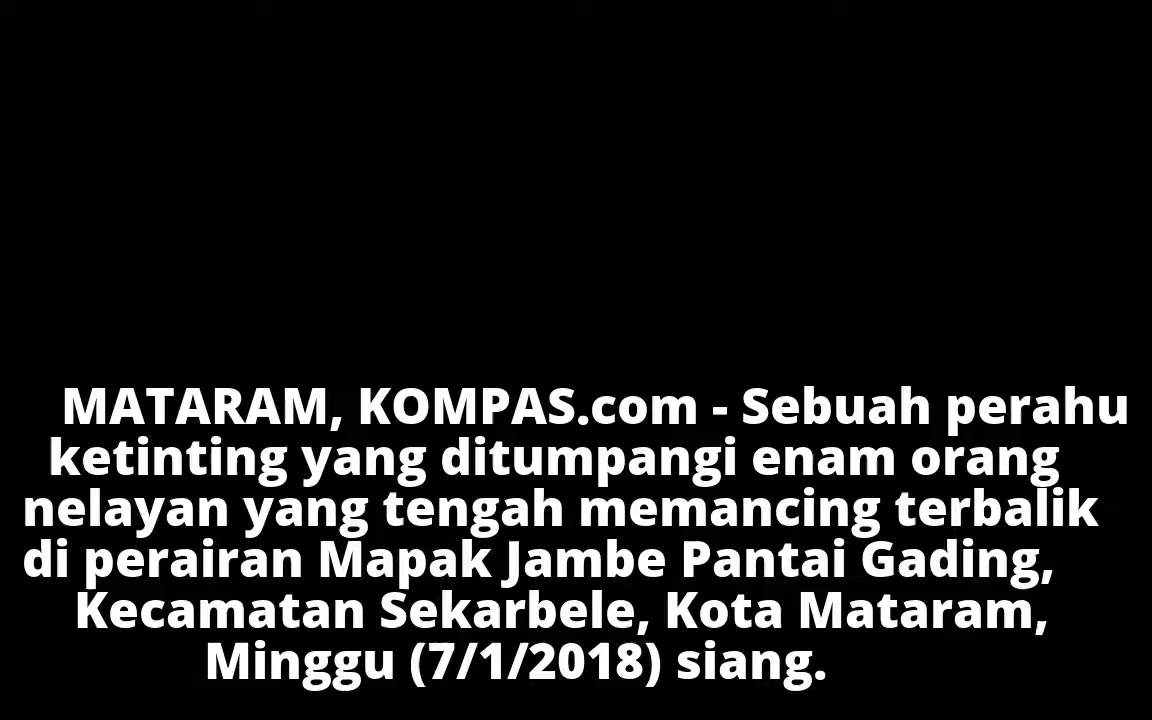 MATARAM, KOMPAS.com - Sebuah perahu
ketinting yang ditumpangi enam orang
nelayan yang tengah memancing terbalik
di perairan Mapak Jambe Pantai Gading,
Kecamatan Sekarbele, Kota Mataram,
Minggu (7/1/2018) siang.